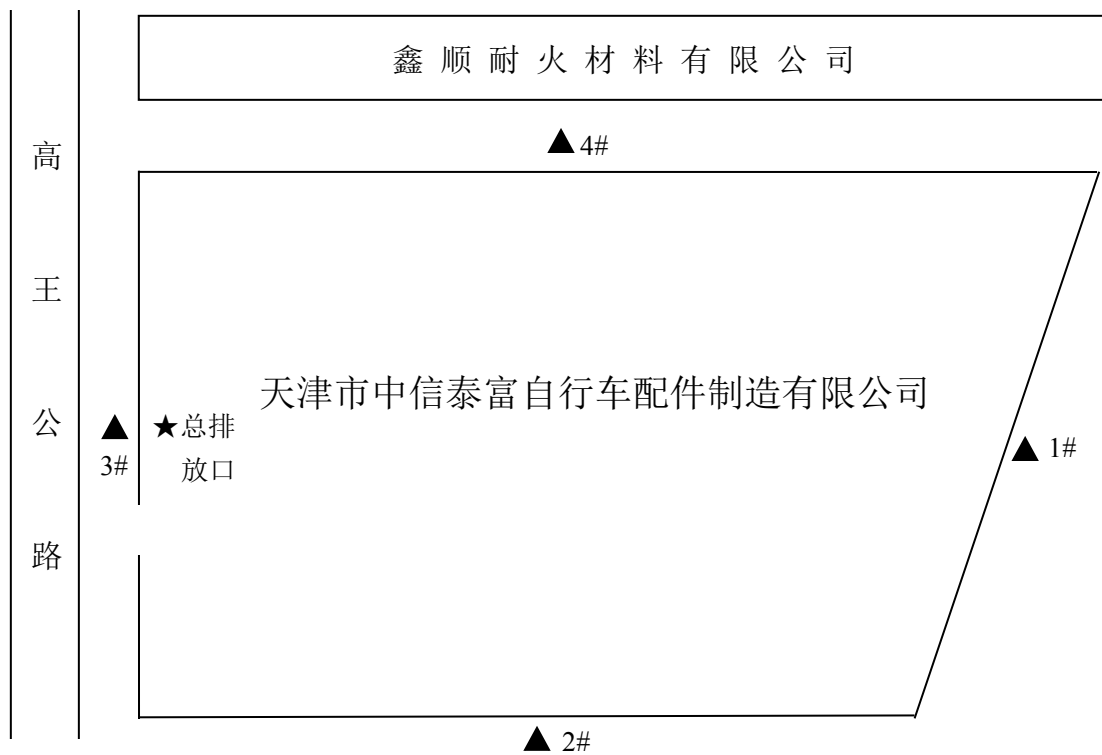 鑫顺耐火材料有限公司
▲4#
高王公路
天津市中信泰富自行车配件制造有限公司
▲
3#
★总排
放口
▲ 1#
▲ 2#